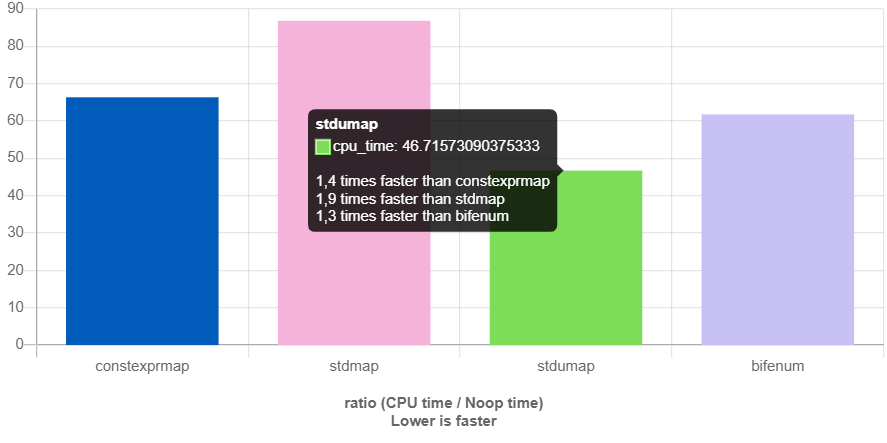 90
80
70
60
50
40
30
20
10
0
stdumap
cpu_time: 46.71573090375333
1,4 times faster than constexprmap
1,9 times faster than stdmap
1,3 times faster than bifenum
constexprmap
stdmap
stdumap
bifenum
ratio (CPU time / Noop time)
Lower is faster